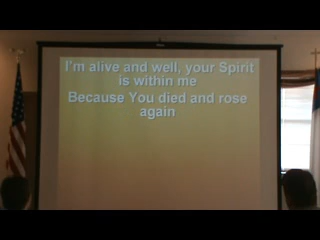 I'm alive and well, your Spirit
is within me
Because You died and rose
again